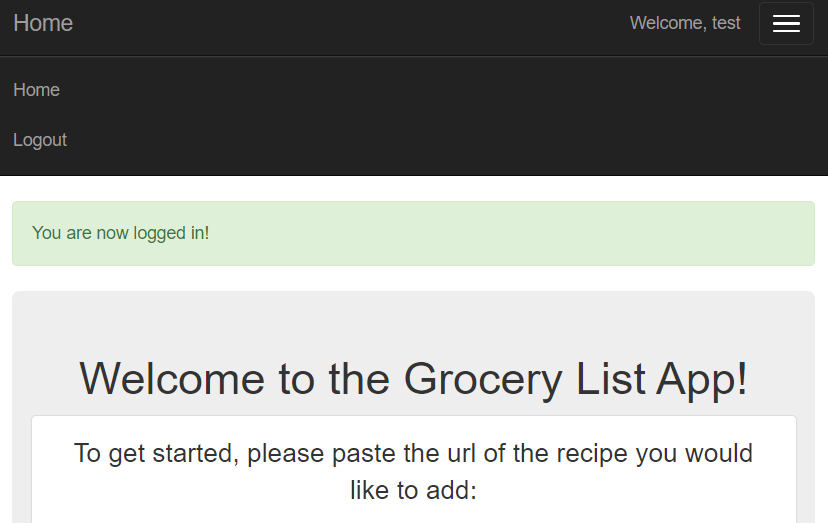 Home
Welcome, test
Home
Logout
You are now logged in!
Welcome to the Grocery List App!
To get started, please paste the url of the recipe you would
like to add: